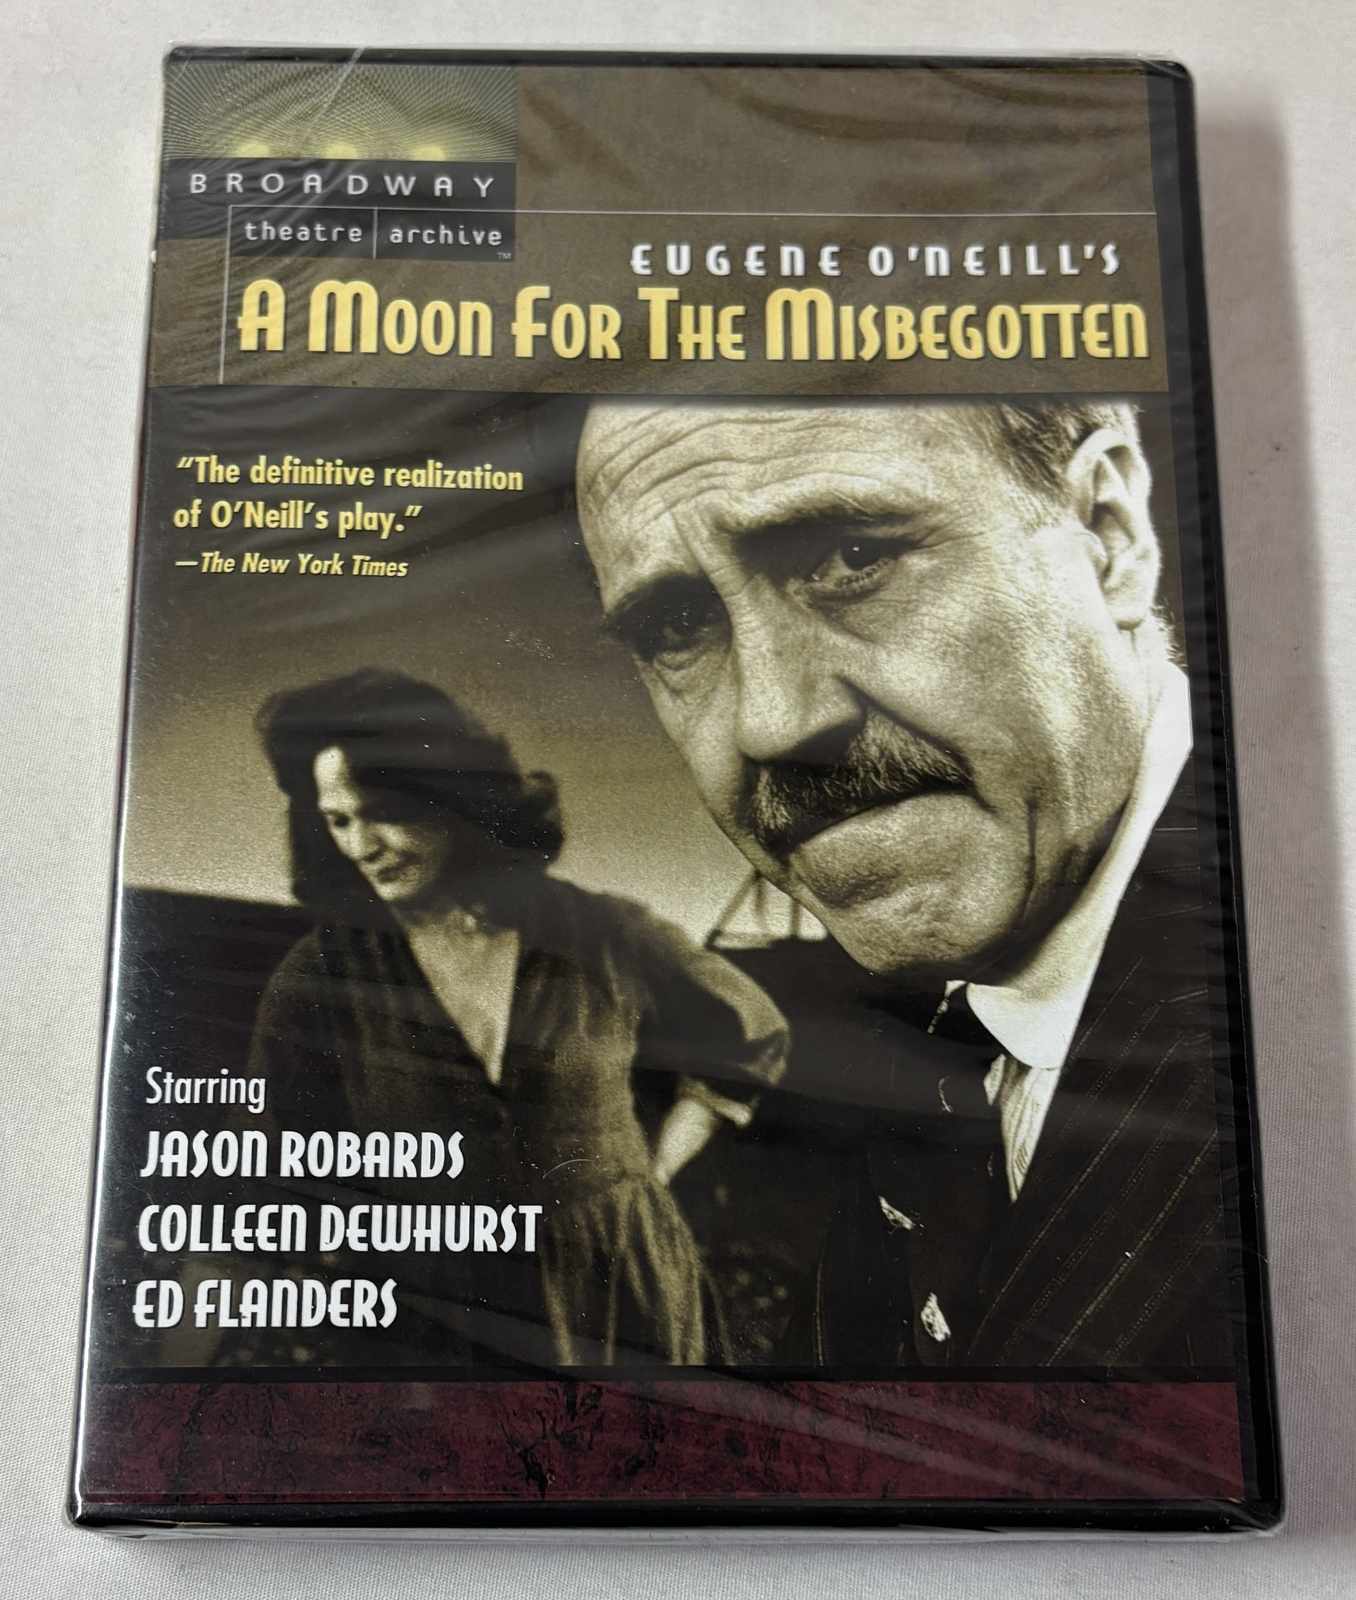 BROADWAY
theatre archive™
EUGENE O'NEILL'S
A MOON FOR THE MISBEGOTTEN
“The definitive realization
of O'Neill's play.”
—The New York Times
Starring
JASON ROBARDS
COLLEEN DEWHURST
ED FLANDERS